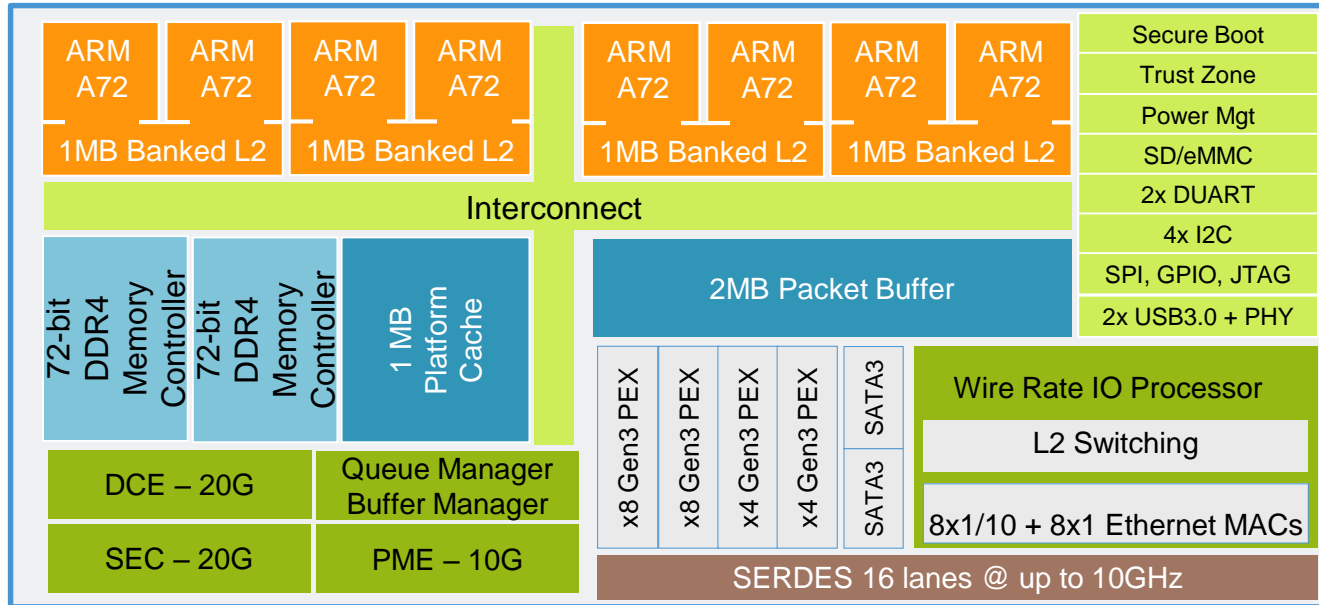 ARM
A72
ARM
A72
ARM
A72
ARM
A72
1MB Banked L2
1MB Banked L2
ARM
A72
ARM
A72
ARM
A72
ARM
A72
1MB Banked L2
1MB Banked L2
Secure Boot
Trust Zone
Power Mgt
SD/eMMC
2x DUART
4x I2C
SPI, GPIO, JTAG
2x USB3.0 + PHY
Interconnect
72-bit
DDR4
Memory
Controller
72-bit
DDR4
Memory
Controller
1 MB
Platform
Cache
2MB Packet Buffer
DCE – 20G
Queue Manager
Buffer Manager
SEC – 20G
PME – 10G
x8 Gen3 PEX
x8 Gen3 PEX
x4 Gen3 PEX
x4 Gen3 PEX
SATA3
SATA3
Wire Rate IO Processor
L2 Switching
8x1/10 + 8x1 Ethernet MACs
SERDES 16 lanes @ up to 10GHz